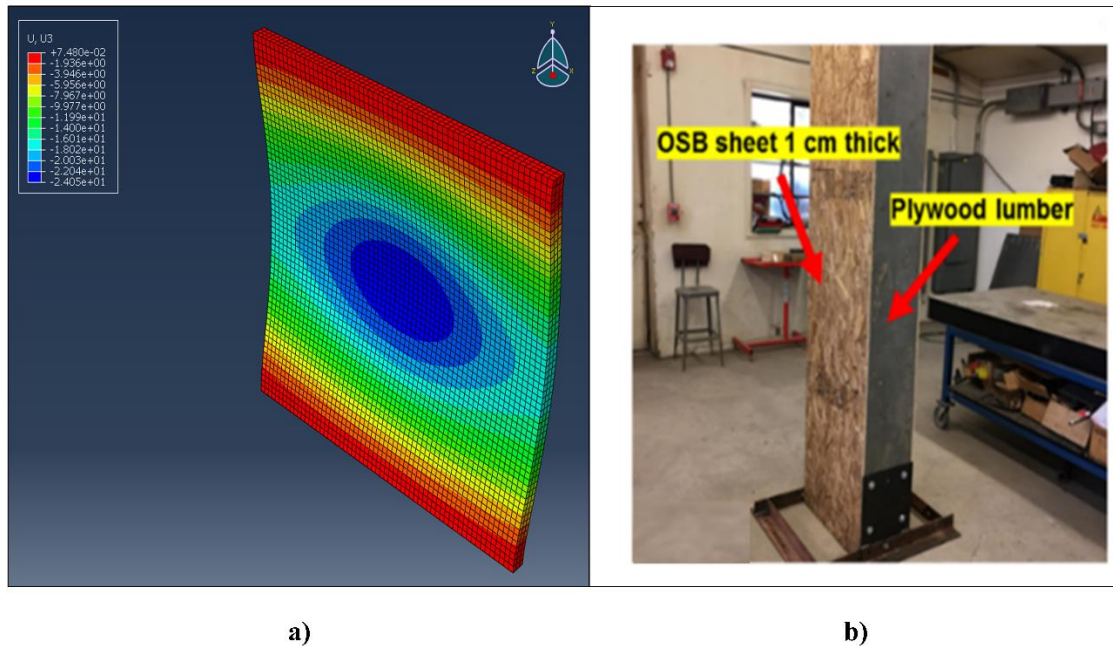 U, U3
+7.480e-02
-1.936e+00
-3.946e+00
-5.956e+00
-7.967e+00
-9.977e+00
-1.199e+01
-1.400e+01
-1.601e+01
-1.802e+01
-2.003e+01
-2.204e+01
-2.405e+01
Y
Z
X
OSB sheet 1 cm thick
Plywood lumber
a)
b)